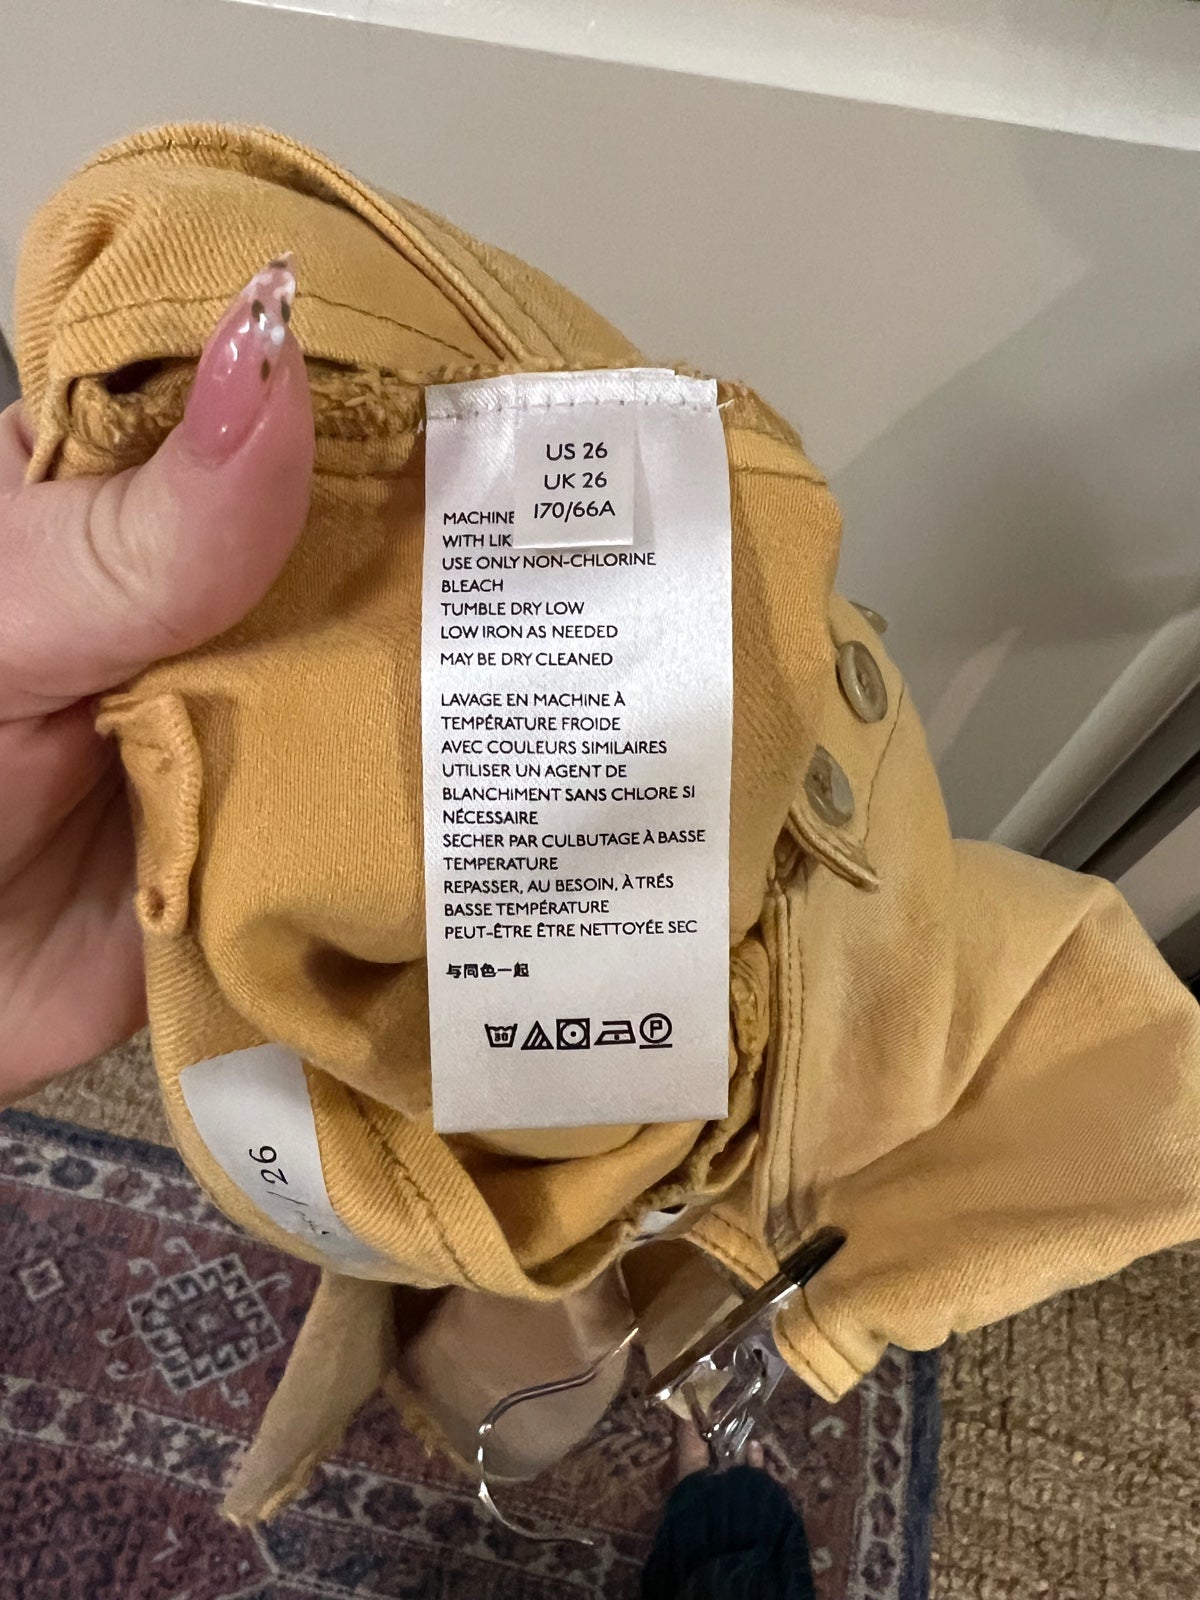 US 26
UK 26
170/66A
MACHINE
WITH LIK
USE ONLY NON-CHLORINE
BLEACH
TUMBLE DRY LOW
LOW IRON AS NEEDED
MAY BE DRY CLEANED
LAVAGE EN MACHINE À
TEMPÉRATURE FROIDE
AVEC COULEURS SIMILAIRES
UTILISER UN AGENT DE
BLANCHIMENT SANS CHLORE SI
NÉCESSAIRE
SECHER PAR CULBUTAGE À BASSE
TEMPERATURE
REPASSER, AU BESOIN, À TRÉS
BASSE TEMPÉRATURE
PEUT-ÊTRE ÊTRE NETTOYÉE SEC
与同色一起
30
P
/ 26